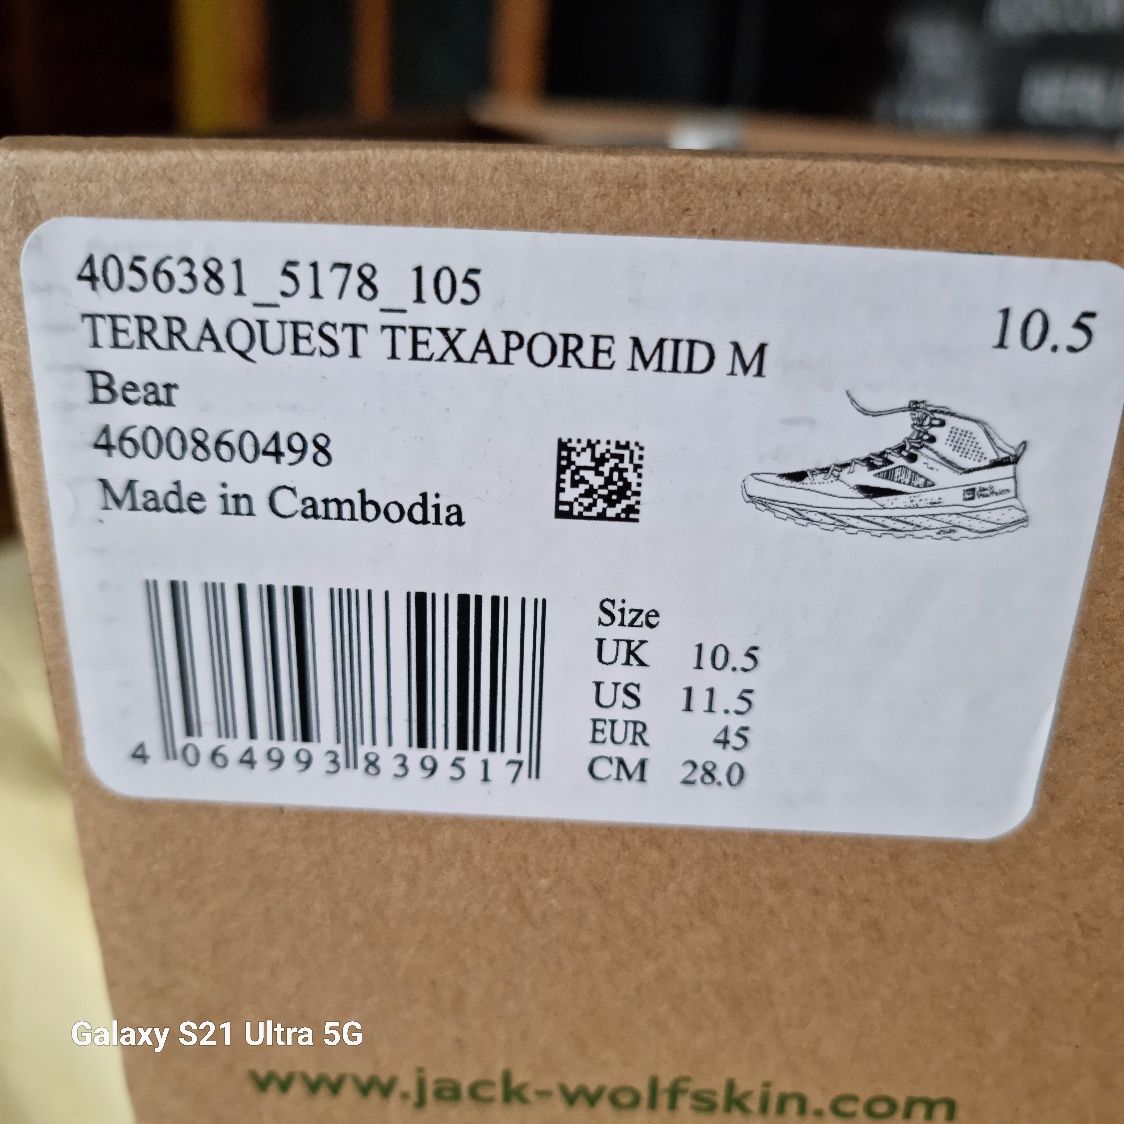 4056381_5178_105
TERRAQUEST TEXAPORE MID M
10.5
Bear
4600860498
Made in Cambodia
Size
UK 10.5
US 11.5
EUR 45
CM 28.0
4 064993 839517
Galaxy S21 Ultra 5G
www.jack-wolfskin.com